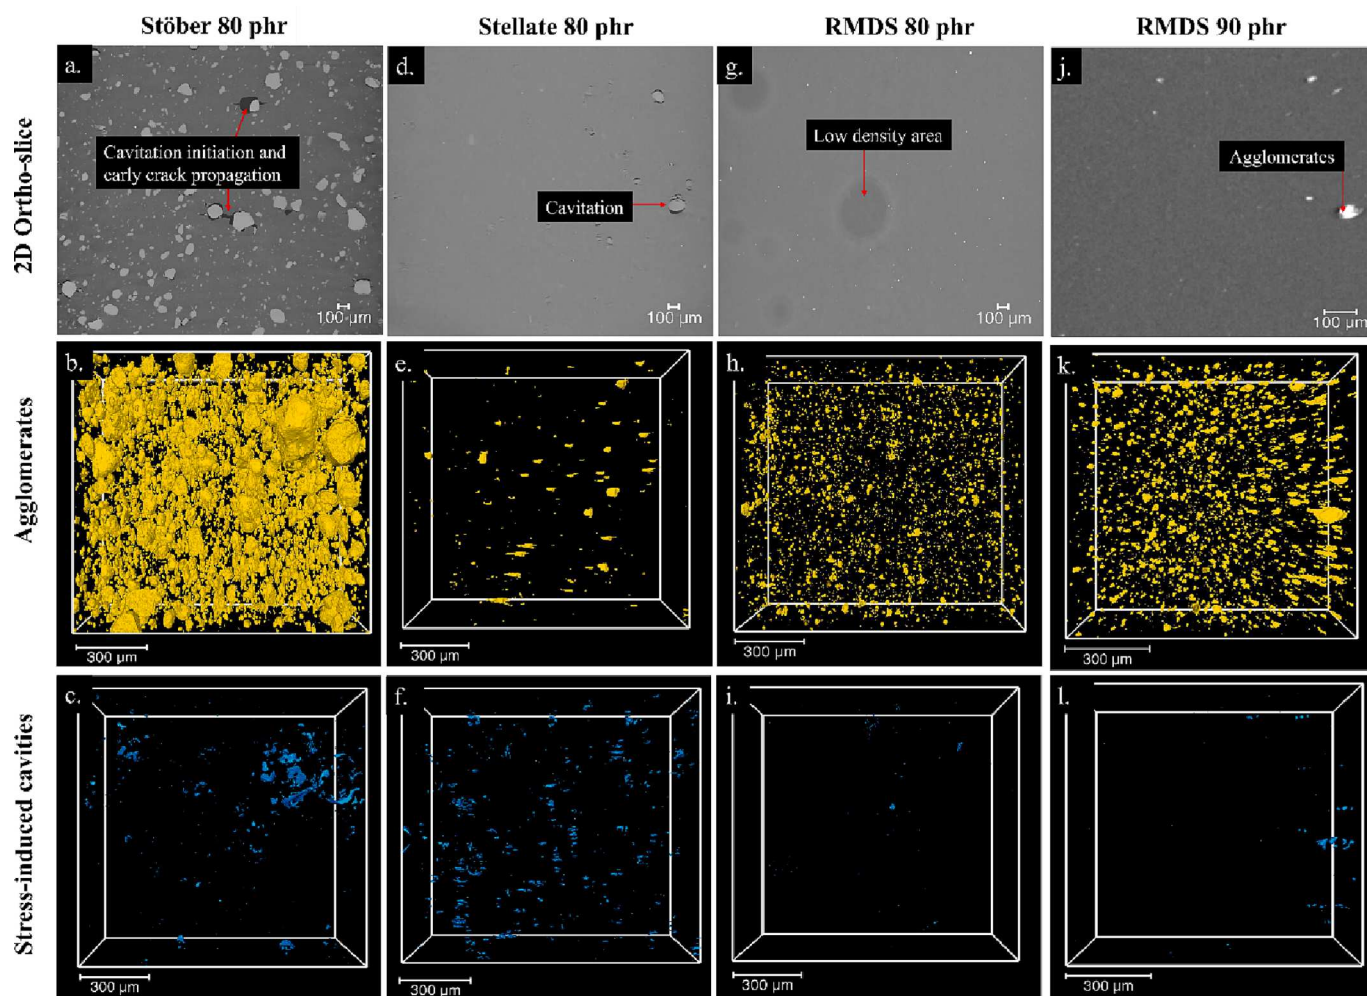 Stöber 80 phr
Stellate 80 phr
RMDS 80 phr
RMDS 90 phr
2D Ortho-slice
a.
Cavitation initiation and
early crack propagation
100 µm
d.
Cavitation
100 µm
g.
Low density area
100 µm
j.
Agglomerates
100 µm
Agglomerates
b.
300 µm
e.
300 µm
h.
300 µm
k.
300 µm
Stress-induced cavities
c.
300 µm
f.
300 µm
i.
300 µm
l.
300 µm